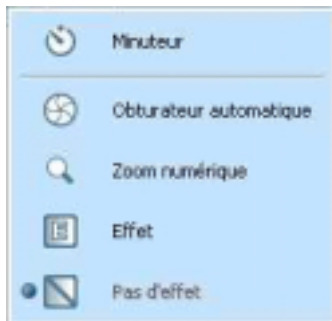 Minuteur
Obturateur automatique
Zoom numérique
Effet
Pas d'effet